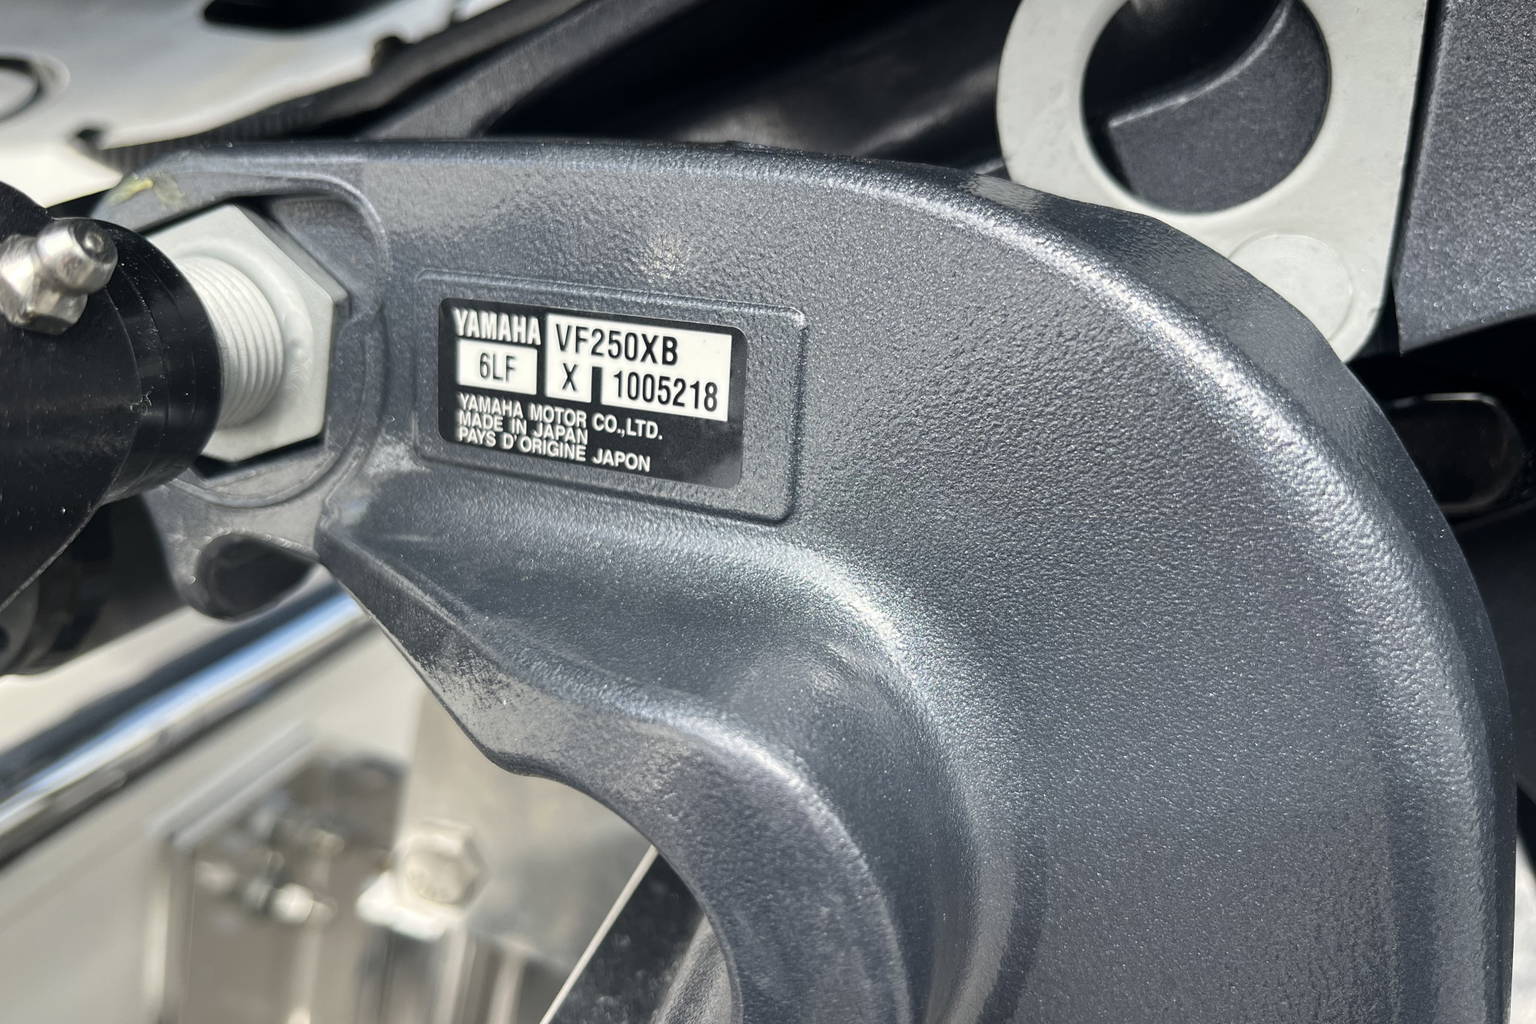 YAMAHA VF250XB
6LF X 1005218
YAMAHA MOTOR CO.,LTD.
MADE IN JAPAN
PAYS D'ORIGINE JAPON